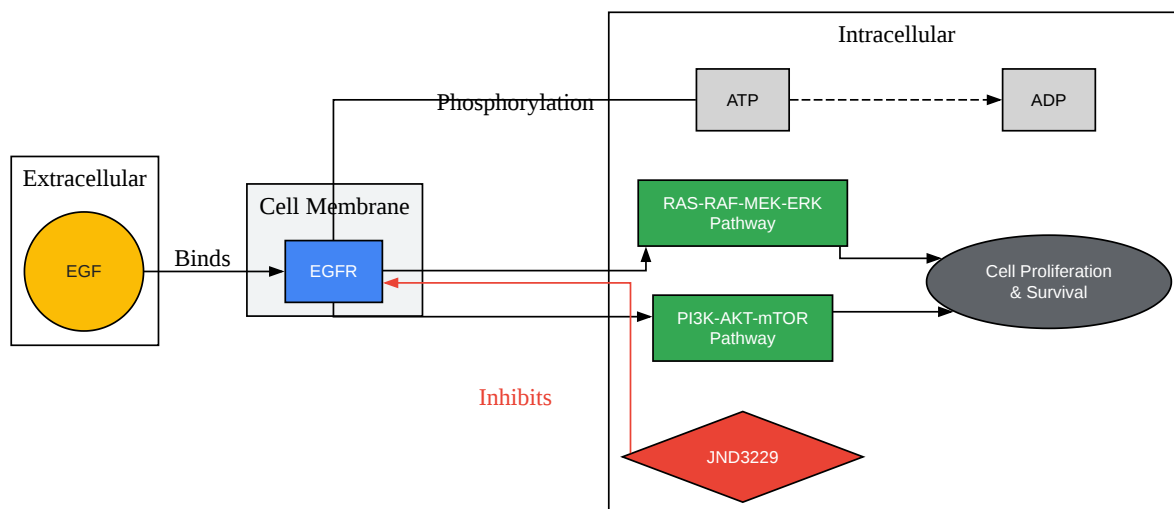 Intracellular
Phosphorylation
ATP
ADP
Extracellular
EGF
Binds
Cell Membrane
EGFR
RAS-RAF-MEK-ERK
Pathway
PI3K-AKT-mTOR
Pathway
Cell Proliferation
& Survival
Inhibits
JND3229